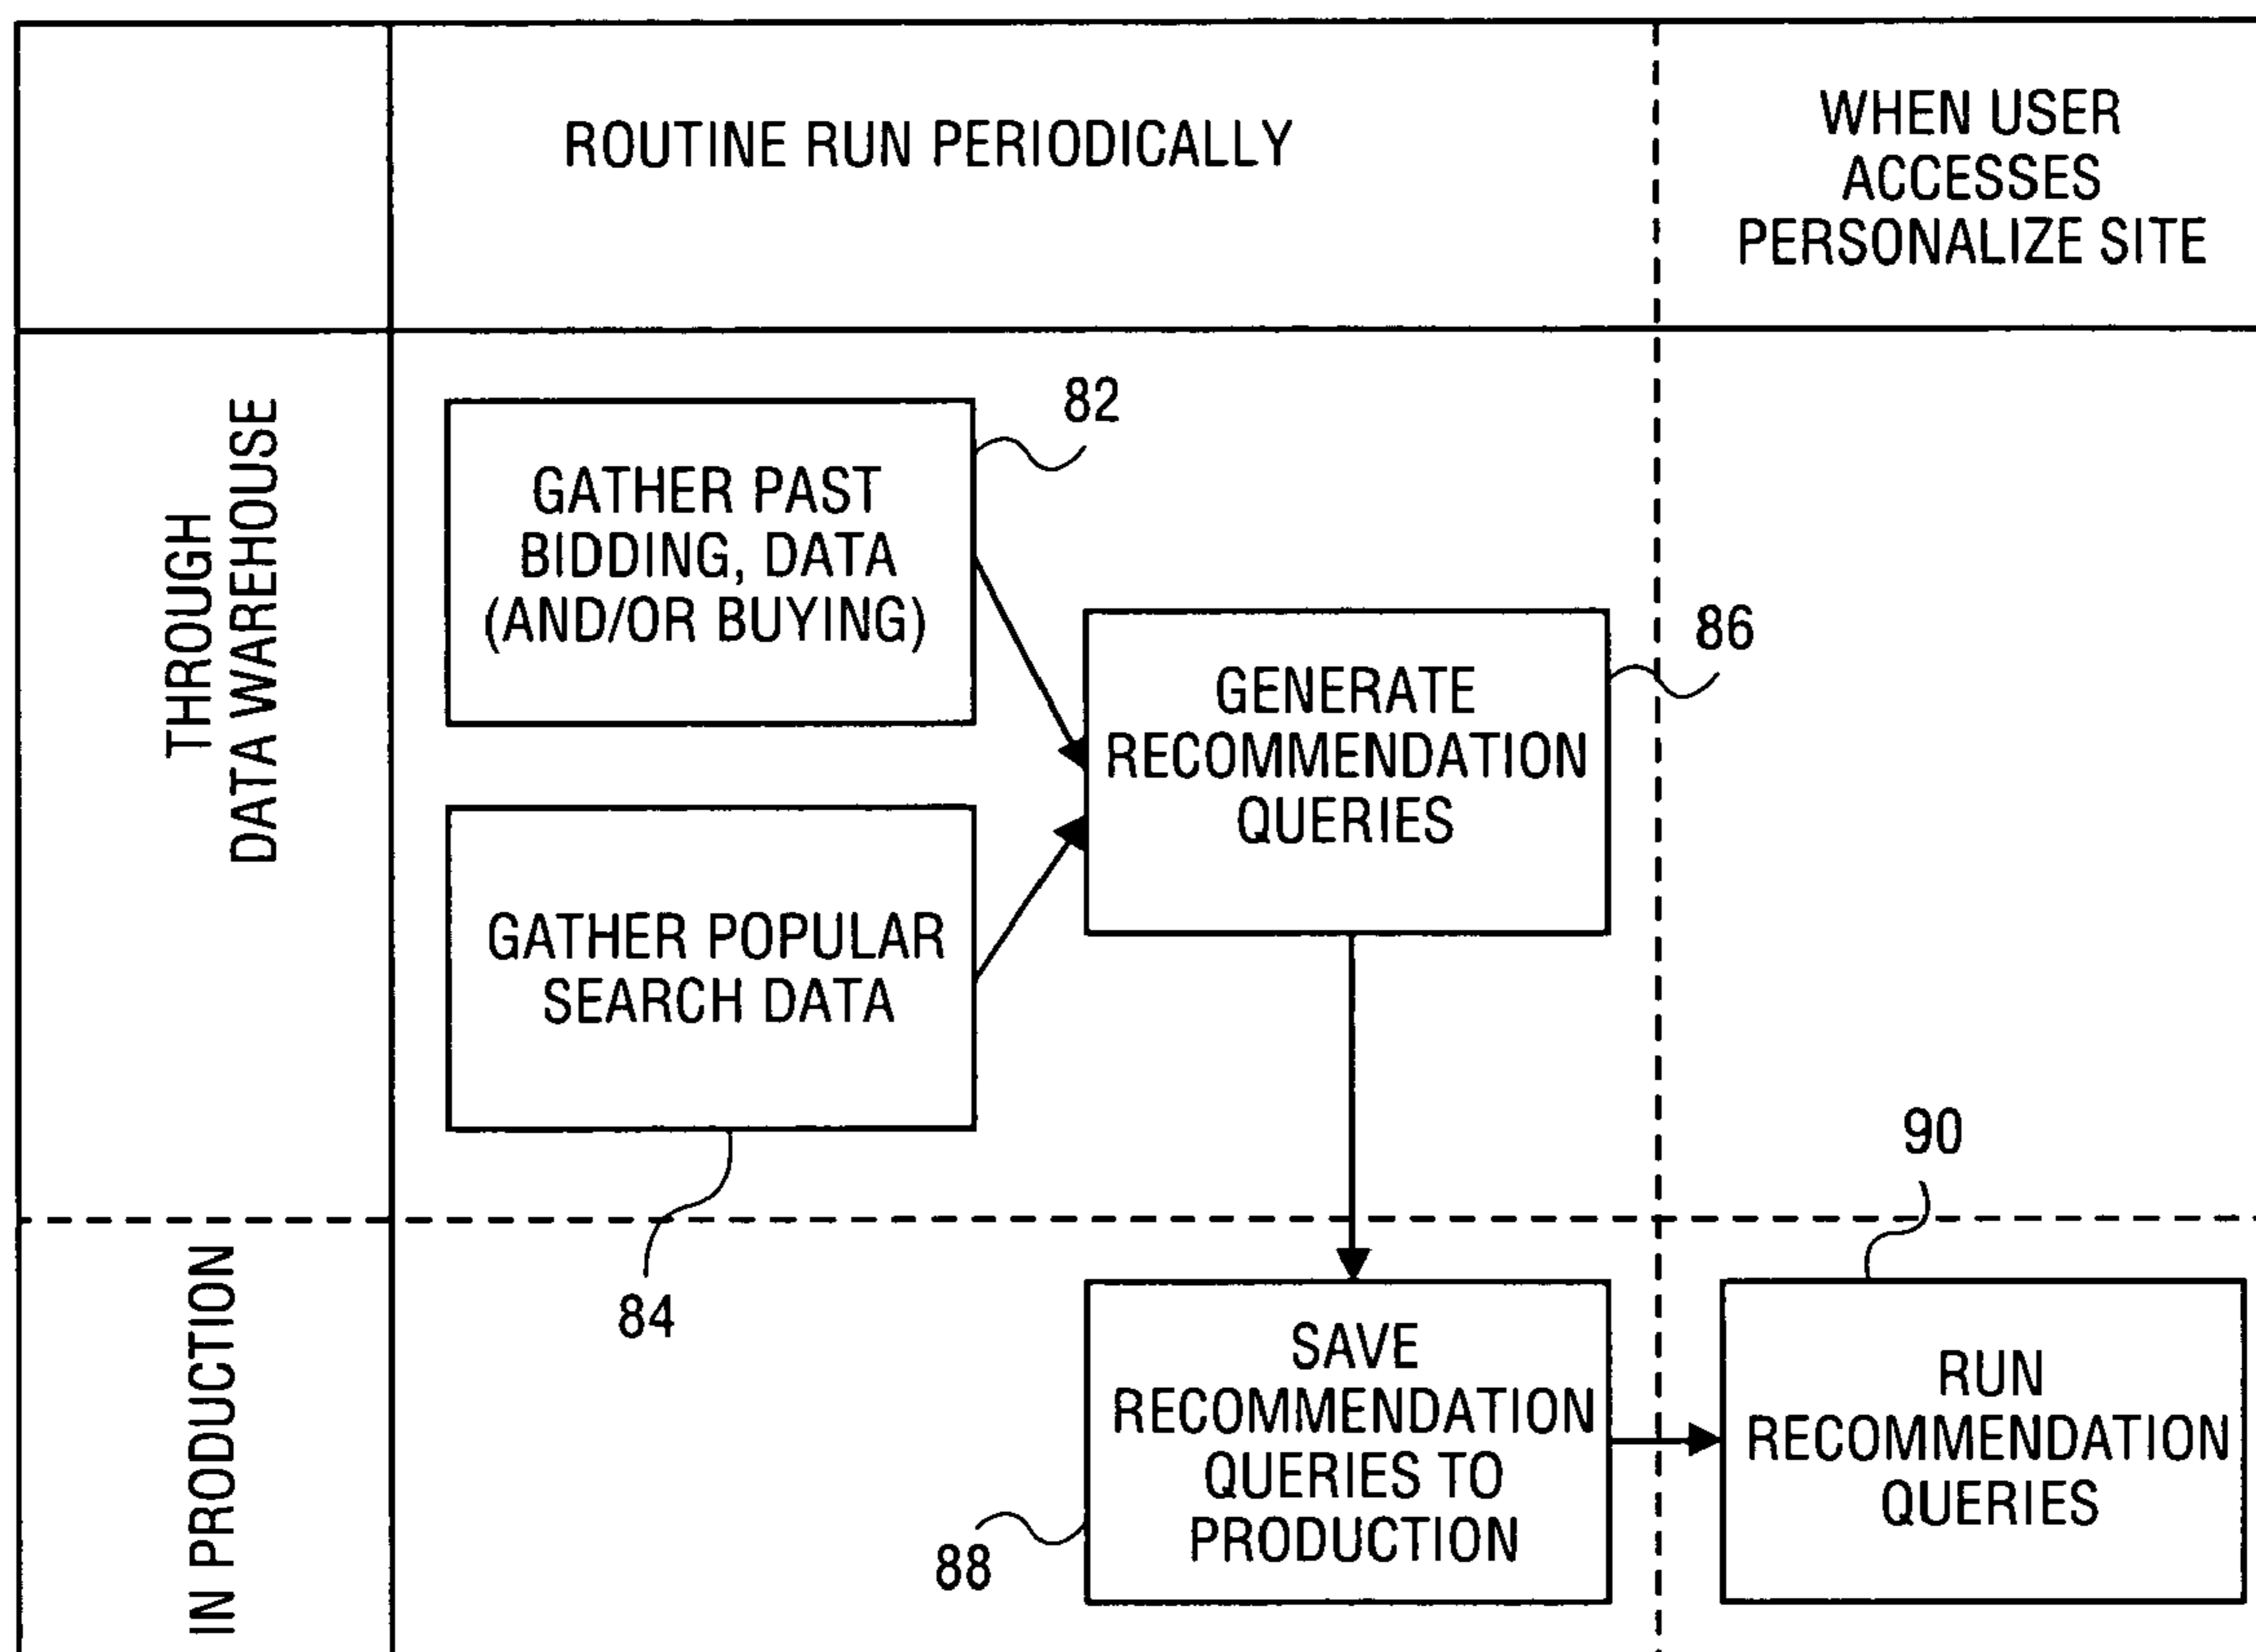 ROUTINE RUN PERIODICALLY
WHEN USER
ACCESSES
PERSONALIZE SITE
THROUGH
DATA WAREHOUSE
82
GATHER PAST
BIDDING, DATA
(AND/OR BUYING)
86
GENERATE
RECOMMENDATION
QUERIES
GATHER POPULAR
SEARCH DATA
84
90
IN PRODUCTION
SAVE
RECOMMENDATION
QUERIES TO
PRODUCTION
88
RUN
RECOMMENDATION
QUERIES